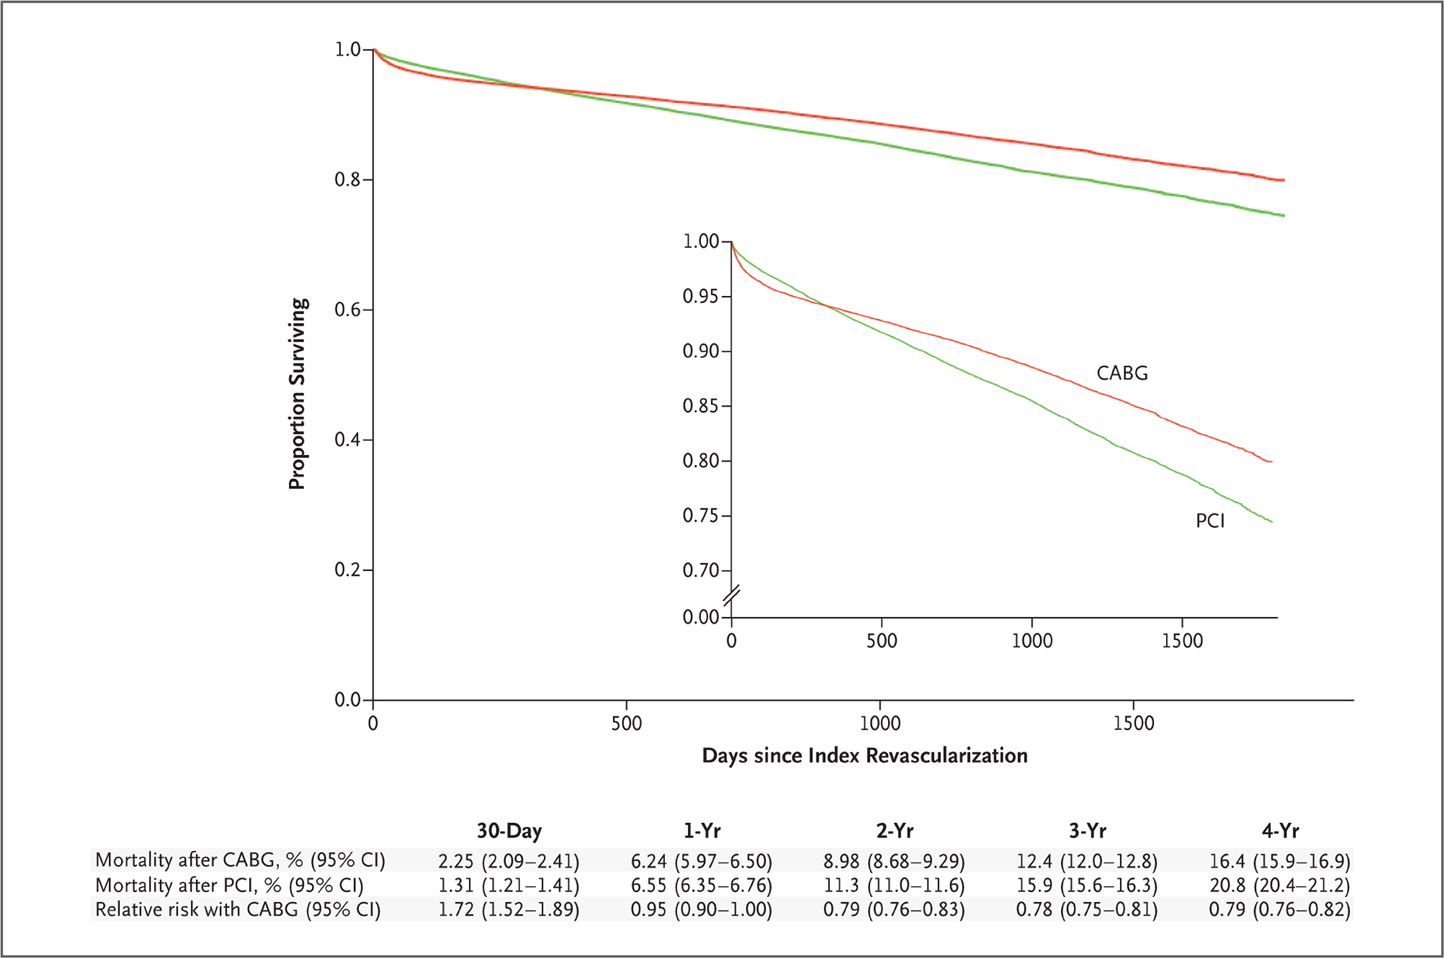 1.0
0.8
0.6
0.4
0.2
0.0
Proportion Surviving
1.00
0.95
0.90
0.85
0.80
0.75
0.70
0.00
CABG
PCI
0 500 1000 1500
0 500 1000 1500
Days since Index Revascularization
30-Day 1-Yr 2-Yr 3-Yr 4-Yr
Mortality after CABG, % (95% CI) 2.25 (2.09–2.41) 6.24 (5.97–6.50) 8.98 (8.68–9.29) 12.4 (12.0–12.8) 16.4 (15.9–16.9)
Mortality after PCI, % (95% CI) 1.31 (1.21–1.41) 6.55 (6.35–6.76) 11.3 (11.0–11.6) 15.9 (15.6–16.3) 20.8 (20.4–21.2)
Relative risk with CABG (95% CI) 1.72 (1.52–1.89) 0.95 (0.90–1.00) 0.79 (0.76–0.83) 0.78 (0.75–0.81) 0.79 (0.76–0.82)